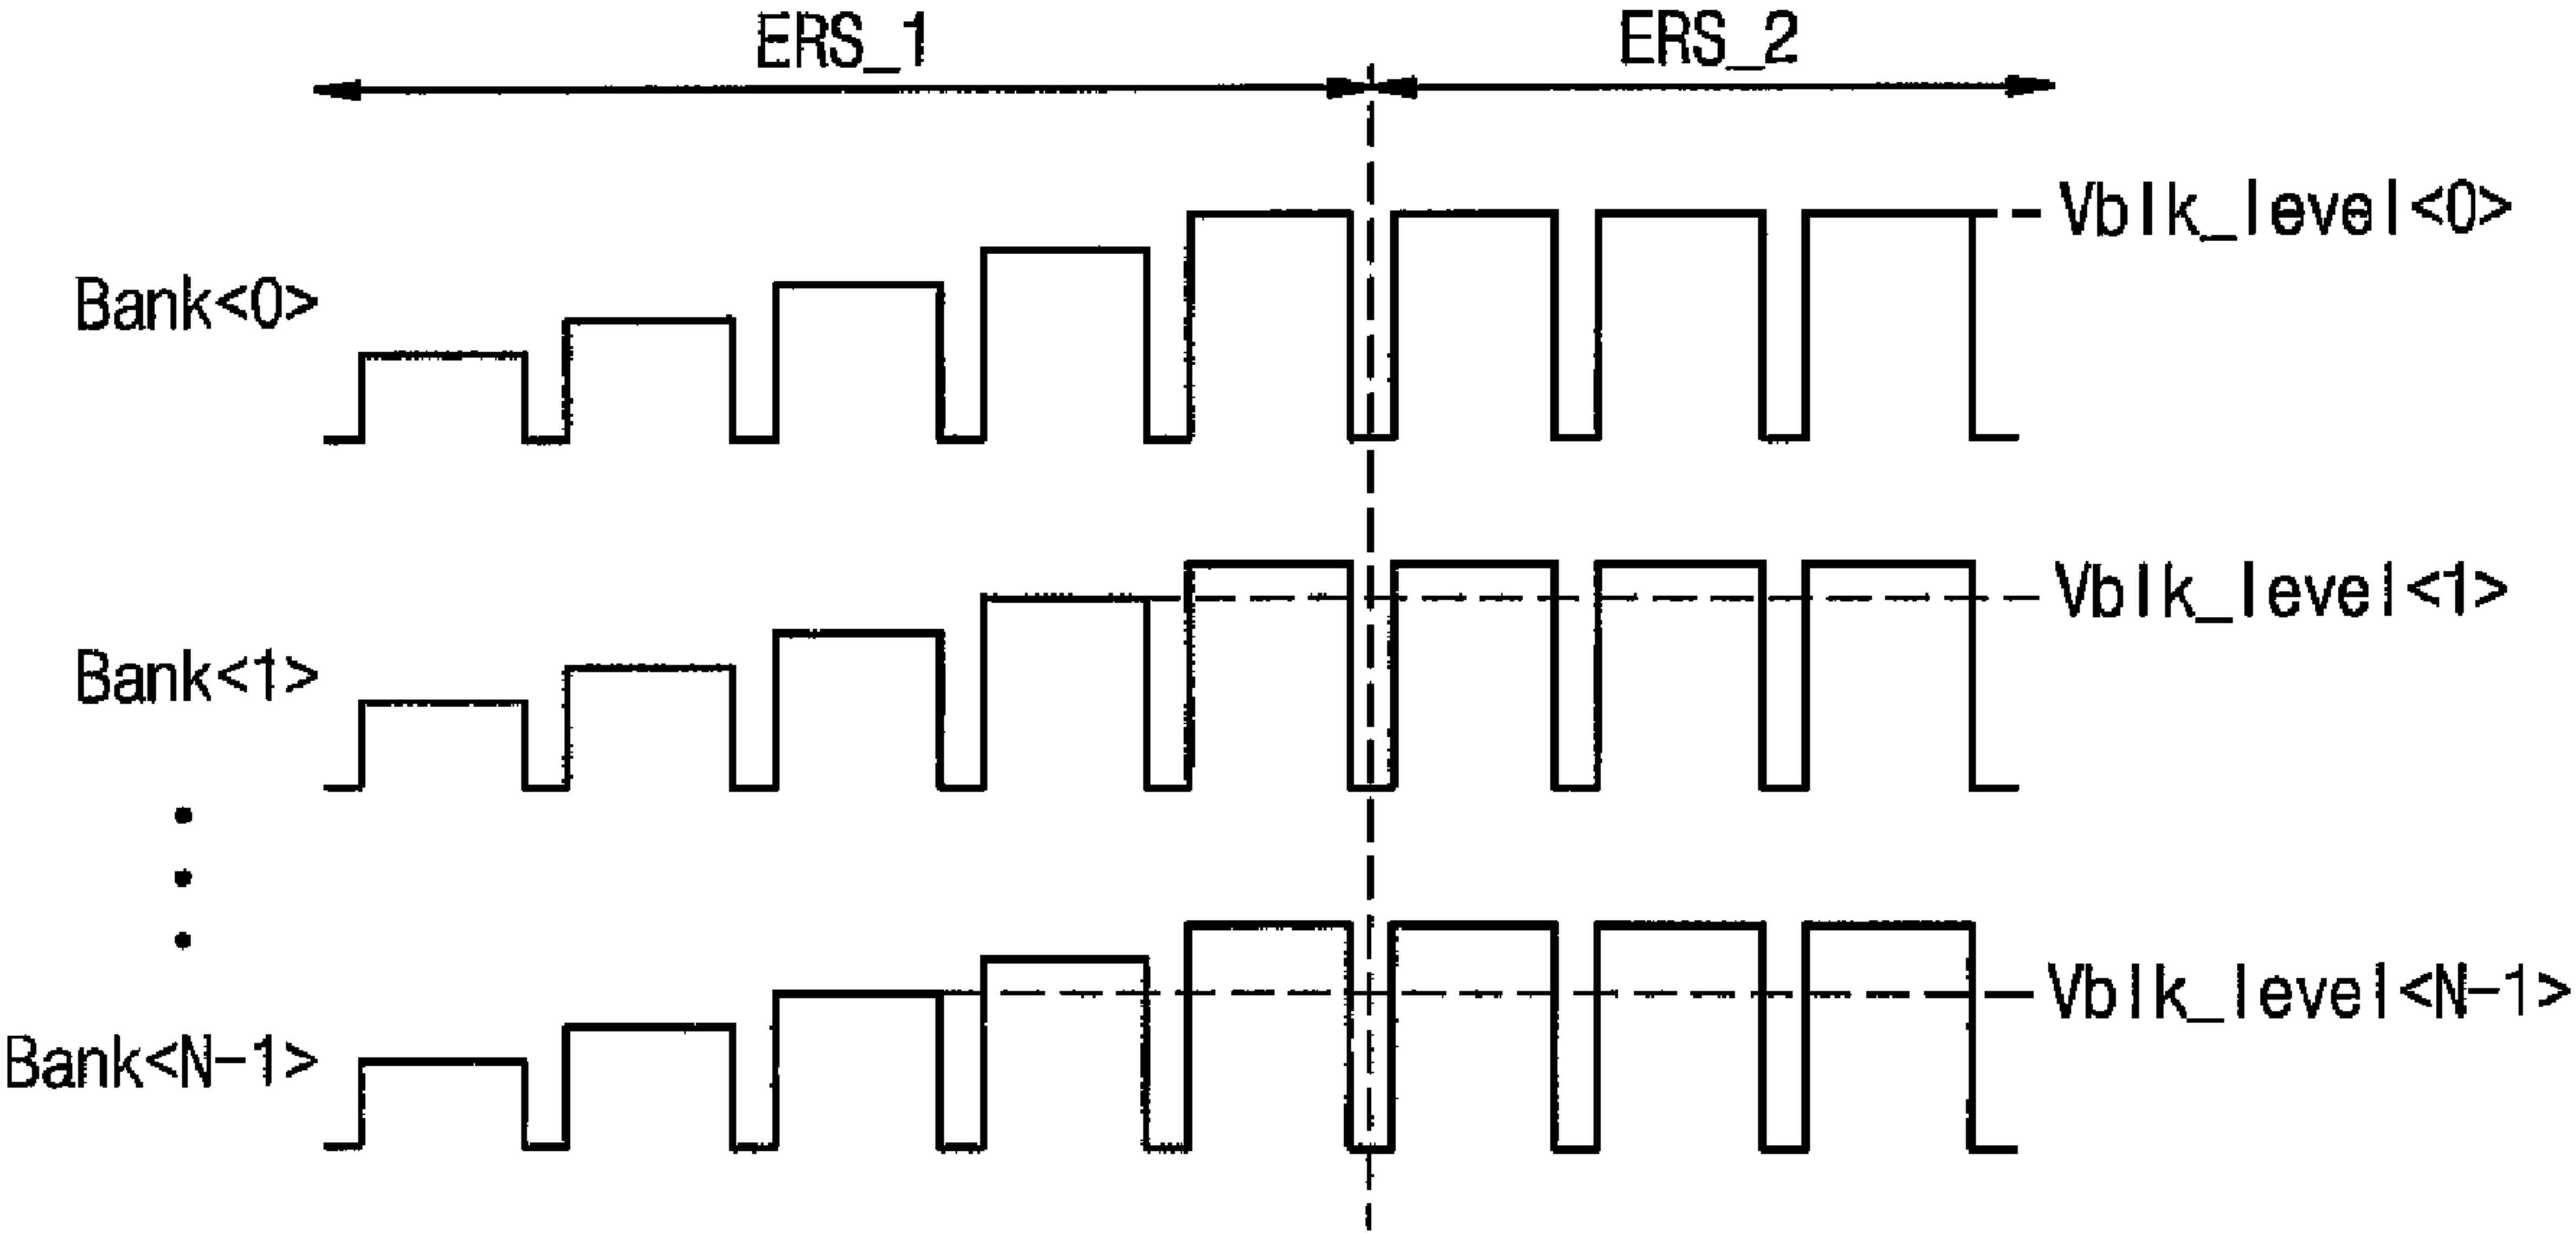 ERS_1
ERS_2
Vblk_level<0>
Bank<0>
Vblk_level<1>
Bank<1>
Vblk_level<N-1>
Bank<N-1>